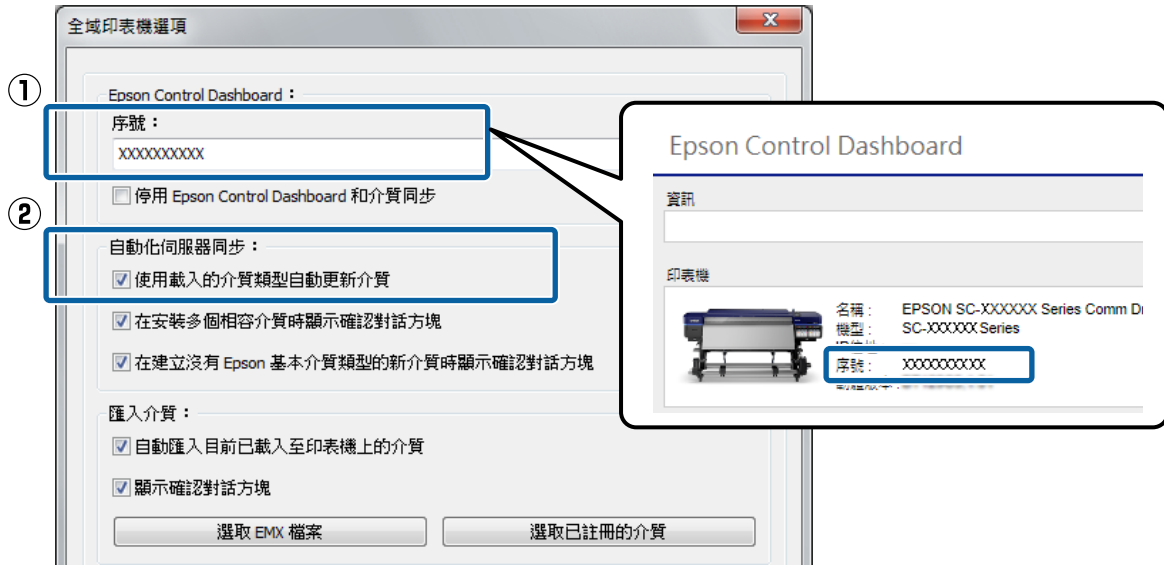 全域印表機選項
①
Epson Control Dashboard：
序號：
XXXXXXXXXX
停用 Epson Control Dashboard 和介質同步
②
自動化伺服器同步：
使用載入的介質類型自動更新介質
在安裝多個相容介質時顯示確認對話方塊
在建立沒有 Epson 基本介質類型的新介質時顯示確認對話方塊
匯入介質：
自動匯入目前已載入至印表機上的介質
顯示確認對話方塊
選取 EMX 檔案
選取已註冊的介質
Epson Control Dashboard
資訊
印表機
名稱： EPSON SC-XXXXXX Series Comm
機型： SC-XXXXXX Series
序號： XXXXXXXXXX